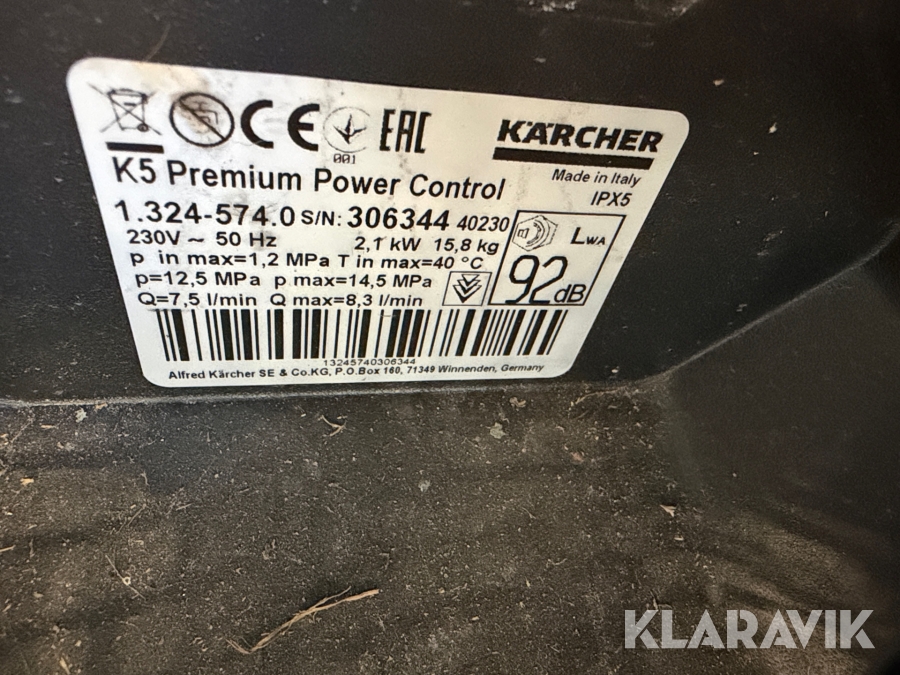 CE
001
EAC
KÄRCHER
Made in Italy
IPX5
K5 Premium Power Control
1.324-574.0 S/N: 306344 40230
230V ~ 50 Hz 2,1 kW 15,8 kg
p in max=1,2 MPa T in max=40 °C
p=12,5 MPa p max=14,5 MPa
Q=7,5 l/min Q max=8,3 l/min
LWA
92dB
13245740306344
Alfred Kärcher SE & Co.KG, P.O.Box 160, 71349 Winnenden, Germany
KLARAVIK